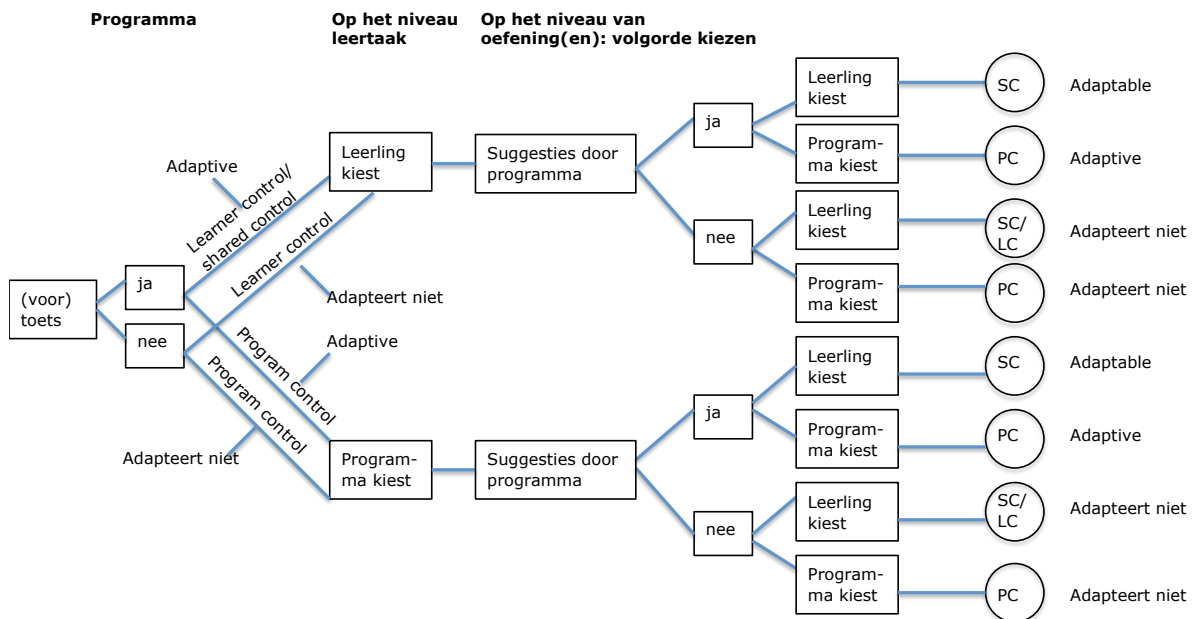 Programma
Op het niveau
leertaak
Op het niveau van
oefening(en): volgorde kiezen
(voor)
toets
ja
nee
Adaptive
Learner control/
shared control
Learner control
Adapteert niet
Program control
Adaptive
Program control
Adapteert niet
Leerling
kiest
Suggesties door
programma
ja
Leerling
kiest
SC
Adaptable
Program-
ma kiest
PC
Adaptive
nee
Leerling
kiest
SC/
LC
Adapteert niet
Program-
ma kiest
PC
Adapteert niet
Program-
ma kiest
Suggesties door
programma
ja
Leerling
kiest
SC
Adaptable
Program-
ma kiest
PC
Adaptive
nee
Leerling
kiest
SC/
LC
Adapteert niet
Program-
ma kiest
PC
Adapteert niet